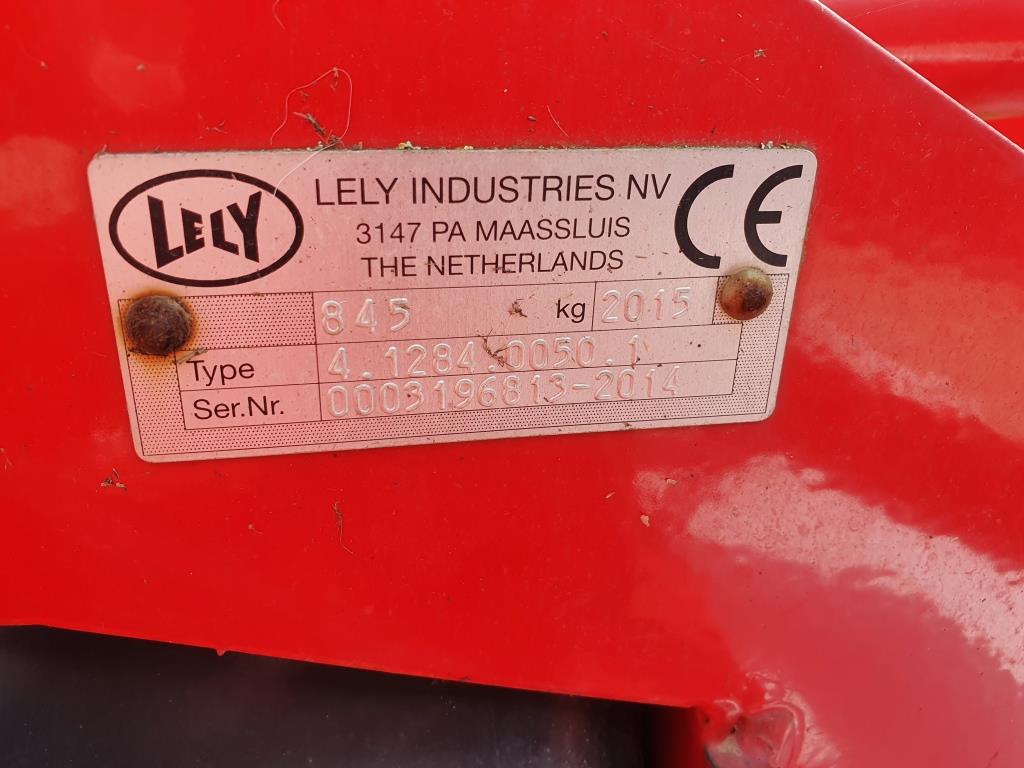 LELY
LELY INDUSTRIES NV
3147 PA MAASSLUIS
THE NETHERLANDS
CE
845 kg 2015
Type 4.1284.0050.1
Ser.Nr. 0003196813-2014